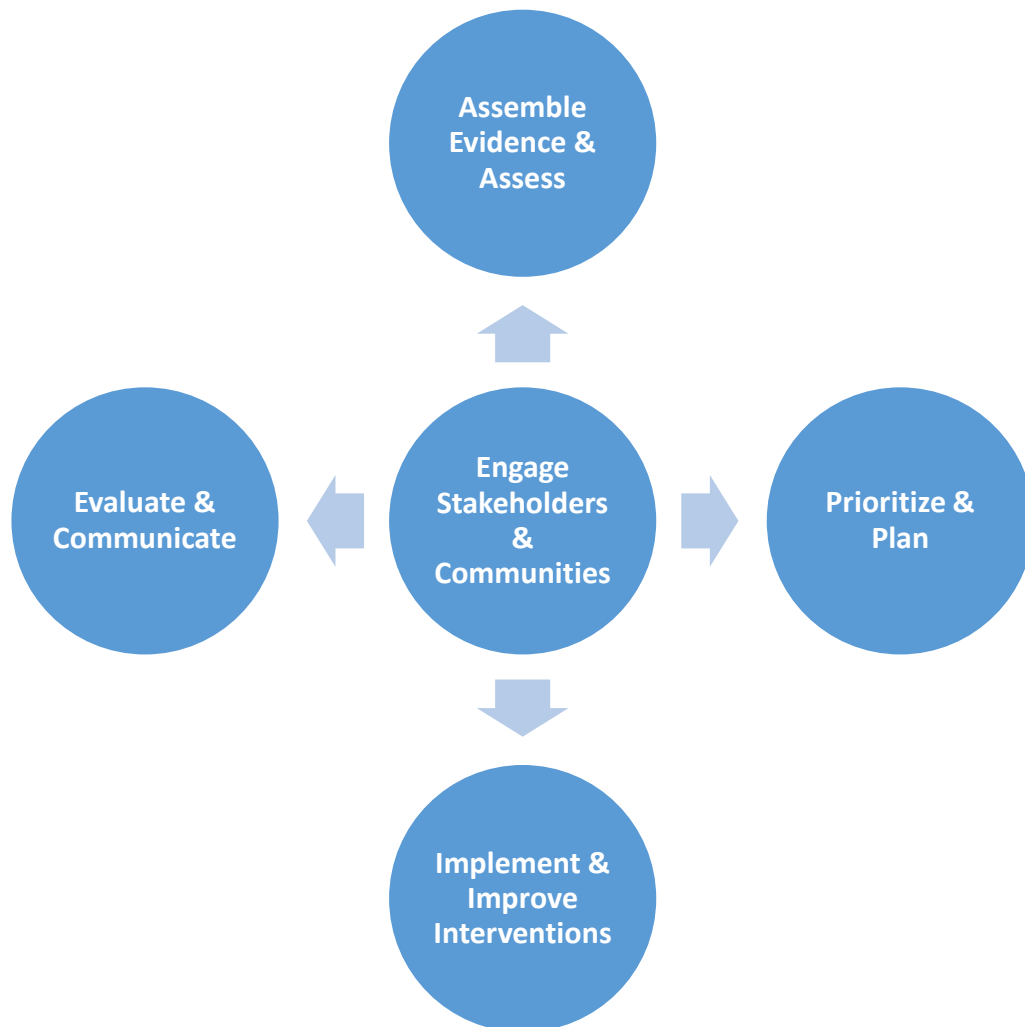 Assemble
Evidence &
Assess
Evaluate &
Communicate
Engage
Stakeholders
&
Communities
Prioritize &
Plan
Implement &
Improve
Interventions